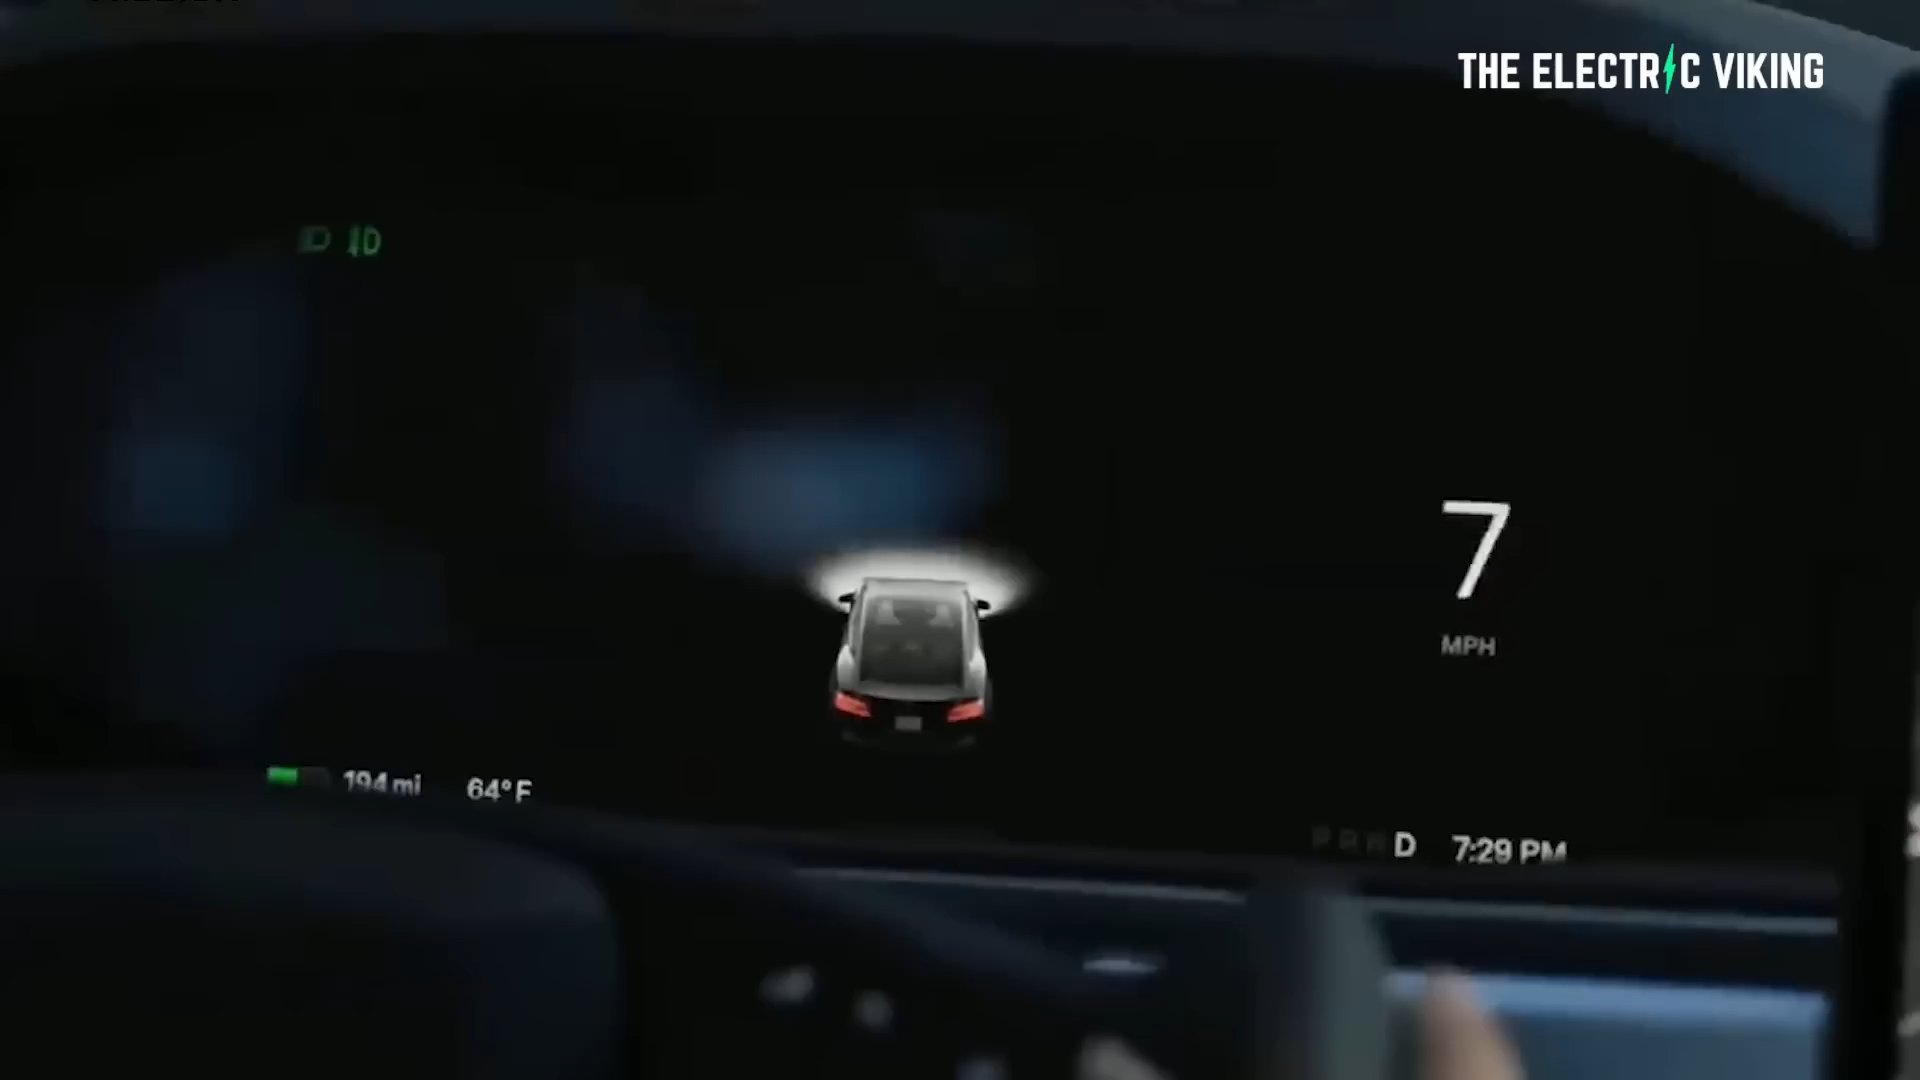 THE ELECTRIC VIKING
7
MPH
194 mi
64°F
P R N D
7:29 PM